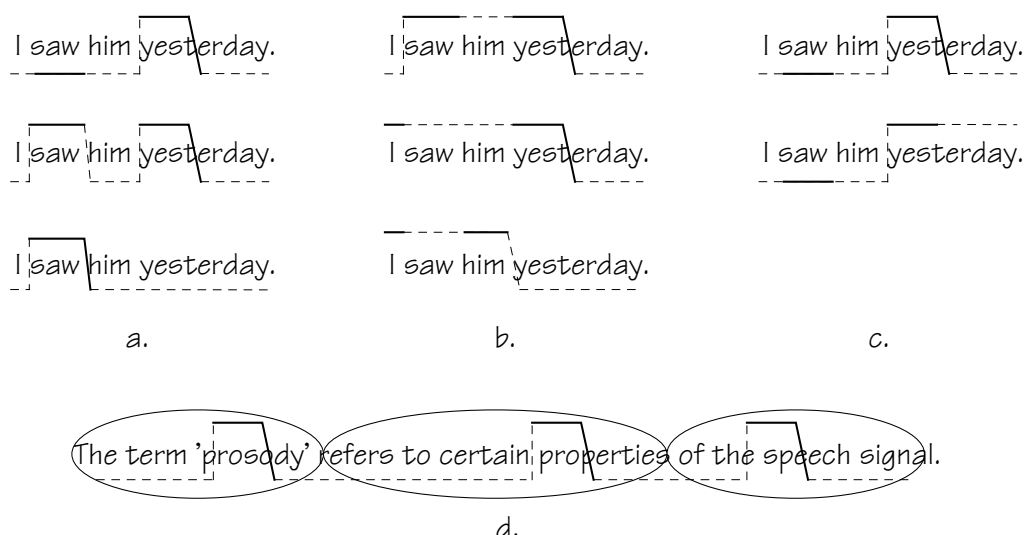 I saw him yesterday. I saw him yesterday. I saw him yesterday.
I saw him yesterday. I saw him yesterday. I saw him yesterday.
I saw him yesterday. I saw him yesterday.
a. b. c.
The term 'prosody' refers to certain properties of the speech signal.
d.